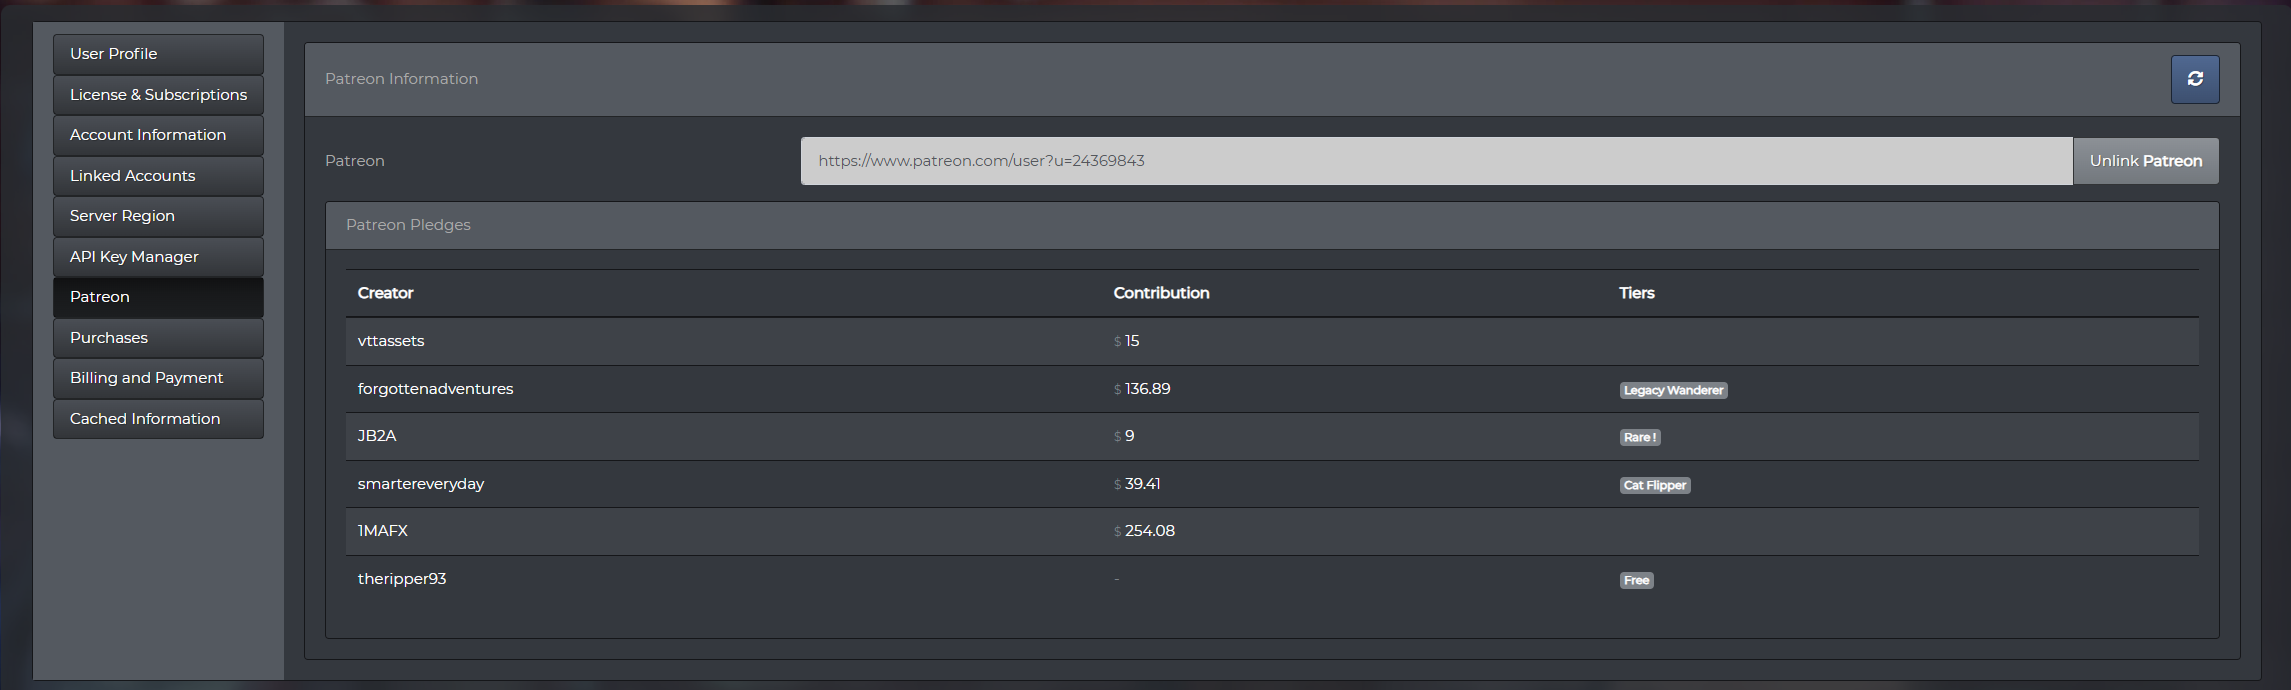 User Profile
License & Subscriptions
Account Information
Linked Accounts
Server Region
API Key Manager
Patreon
Purchases
Billing and Payment
Cached Information
Patreon Information
Patreon
https://www.patreon.com/user?u=24369843
Unlink Patreon
Patreon Pledges
Creator Contribution Tiers
vttassets $ 15
forgottenadventures $ 136.89 Legacy Wanderer
JB2A $ 9 Rare !
smartereveryday $ 39.41 Cat Flipper
1MAFX $ 254.08
theripper93 - Free